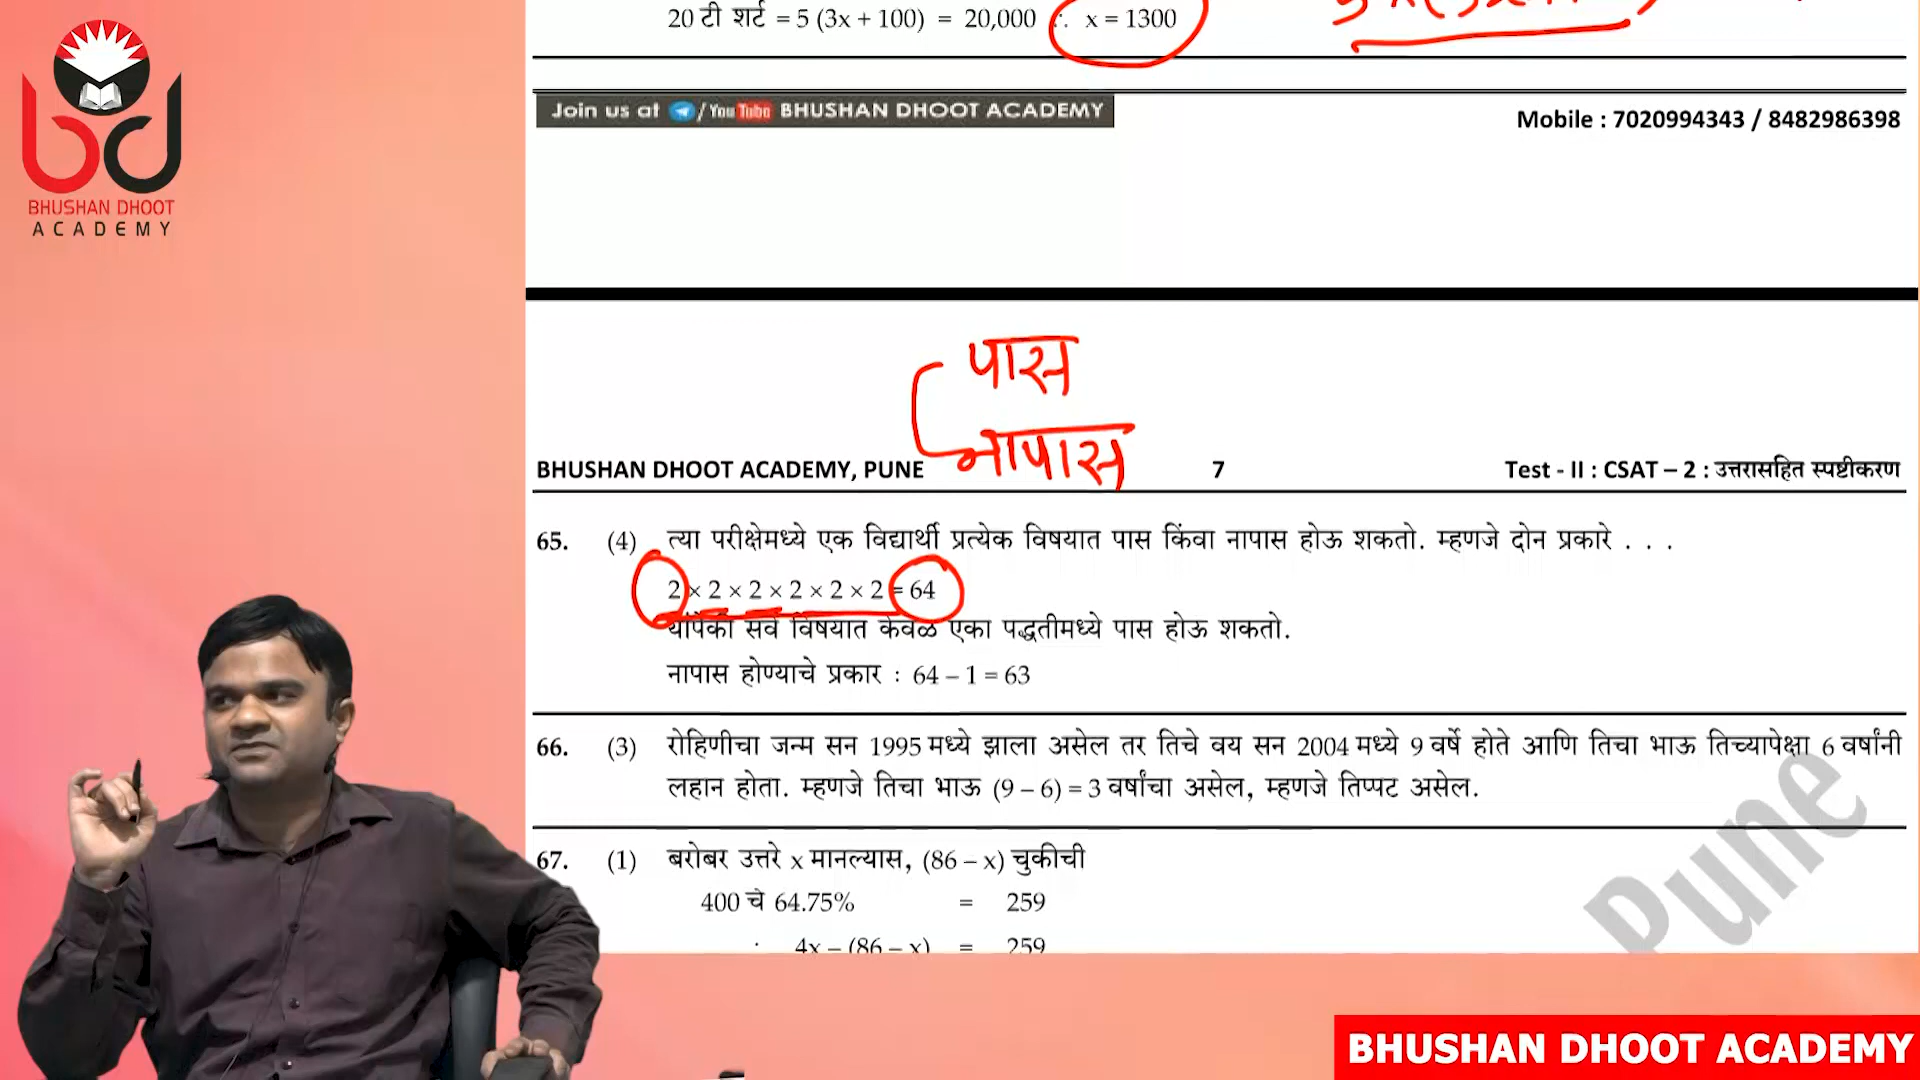 20 टी शर्ट = 5 (3x + 100) = 20,000 ∴ x = 1300
BHUSHAN DHOOT
ACADEMY
Join us at /YouTube BHUSHAN DHOOT ACADEMY
Mobile : 7020994343 / 8482986398
पास
नापास
BHUSHAN DHOOT ACADEMY, PUNE 7 Test - II : CSAT – 2 : उत्तरासहित स्पष्टीकरण
65. (4) त्या परीक्षेमध्ये एक विद्यार्थी प्रत्येक विषयात पास किंवा नापास होऊ शकतो. म्हणजे दोन प्रकारे . . .
2 × 2 × 2 × 2 × 2 × 2 = 64
यांपैकी सर्व विषयात केवळ एका पद्धतीमध्ये पास होऊ शकतो.
नापास होण्याचे प्रकार : 64 – 1 = 63
66. (3) रोहिणीचा जन्म सन 1995 मध्ये झाला असेल तर तिचे वय सन 2004 मध्ये 9 वर्षे होते आणि तिचा भाऊ तिच्यापेक्षा 6 वर्षांनी
लहान होता. म्हणजे तिचा भाऊ (9 – 6) = 3 वर्षांचा असेल, म्हणजे तिप्पट असेल.
67. (1) बरोबर उत्तरे x मानल्यास, (86 – x) चुकीची
400 चे 64.75% = 259
∴ 4x – (86 – x) = 259
Pune
BHUSHAN DHOOT ACADEMY